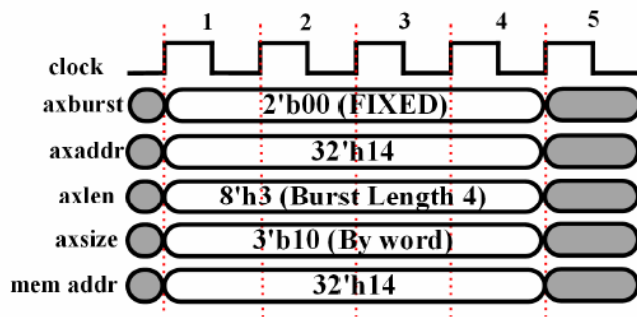 1 2 3 4 5
clock
axburst 2'b00 (FIXED)
axaddr 32'h14
axlen 8'h3 (Burst Length 4)
axsize 3'b10 (By word)
mem addr 32'h14